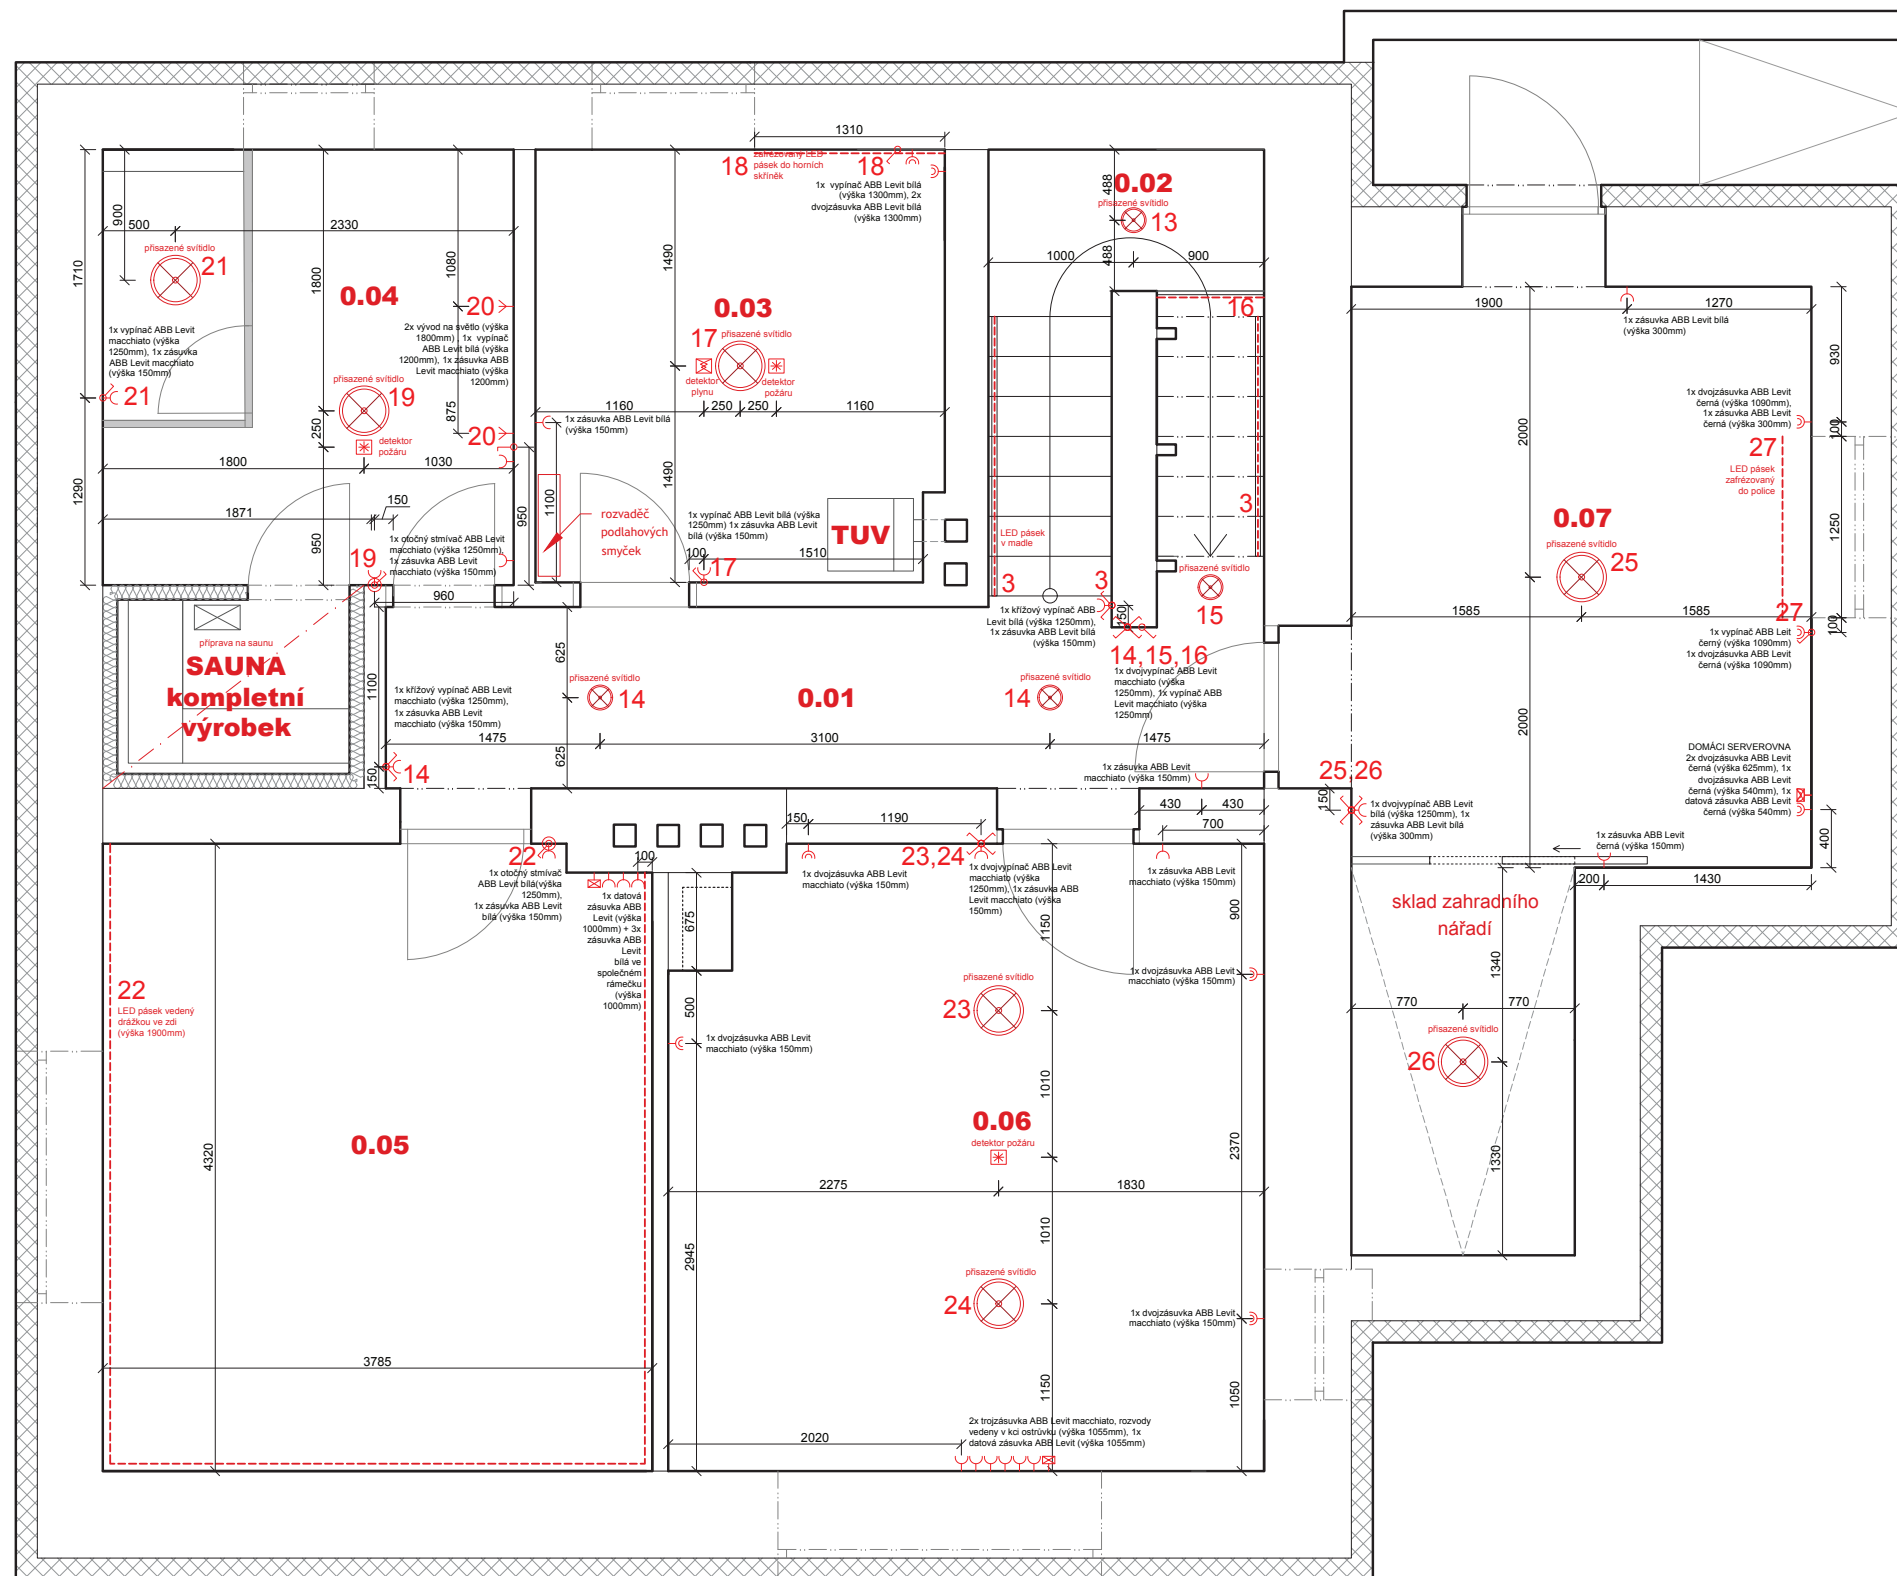 1310
18
zafrézovaný LED
pásek do horních
skříněk
18
1x vypínač ABB Levit bílá
(výška 1300mm), 2x
dvojzásuvka ABB Levit bílá
(výška 1300mm)
488
0.02
přisazené svítidlo
13
488
1000
900
900
500
2330
1710
přisazené svítidlo
21
1800
1080
0.04
20
2x vývod na světlo (výška
1800mm) , 1x vypínač
ABB Levit bílá (výška
1200mm), 1x zásuvka ABB
Levit macchiato (výška
1200mm)
1x vypínač ABB Levit
macchiato (výška
1250mm), 1x zásuvka
ABB Levit macchiato
(výška 150mm)
21
přisazené svítidlo
19
250
detektor
požáru
875
20
1800
1030
1290
1871
150
950
950
19
1x otočný stmívač ABB Levit
macchiato (výška 1250mm),
1x zásuvka ABB Levit
macchiato (výška 150mm)
960
1490
0.03
17
přisazené svítidlo
detektor
plynu
detektor
požáru
1160
250
250
1160
1x zásuvka ABB Levit bílá
(výška 150mm)
1490
1100
rozvaděč
podlahových
smyček
1x vypínač ABB Levit bílá (výška
1250mm) 1x zásuvka ABB Levit
bílá (výška 150mm)
100
1510
17
TUV
16
3
LED pásek
v madle
3
3
přisazené svítidlo
15
1x křížový vypínač ABB
Levit bílá (výška 1250mm),
1x zásuvka ABB Levit bílá
(výška 150mm)
150
14,15,16
1x dvojvypínač ABB Levit
macchiato (výška
1250mm), 1x vypínač ABB
Levit macchiato (výška
1250mm)
1900
1270
1x zásuvka ABB Levit bílá
(výška 300mm)
930
2000
1x dvojzásuvka ABB Levit
černá (výška 1090mm),
1x zásuvka ABB Levit
černá (výška 300mm)
100
27
LED pásek
zafrézovaný
do police
0.07
přisazené svítidlo
25
1250
1585
1585
27
100
1x vypínač ABB Leit
černý (výška 1090mm)
1x dvojzásuvka ABB Levit
černá (výška 1090mm)
2000
DOMÁCI SERVEROVNA
2x dvojzásuvka ABB Levit
černá (výška 625mm), 1x
dvojzásuvka ABB Levit
černá (výška 540mm), 1x
datová zásuvka ABB Levit
černá (výška 540mm)
25,26
150
1x dvojvypínač ABB Levit
bílá (výška 1250mm), 1x
zásuvka ABB Levit bílá
(výška 300mm)
1x zásuvka ABB Levit
černá (výška 150mm)
400
200
1430
příprava na saunu
SAUNA
kompletní
výrobek
1100
625
1x křížový vypínač ABB Levit
macchiato (výška 1250mm),
1x zásuvka ABB Levit
macchiato (výška 150mm)
přisazené svítidlo
14
0.01
přisazené svítidlo
14
1475
3100
1475
625
150
14
1x zásuvka ABB Levit
macchiato (výška 150mm)
430
430
700
150
1190
22
1x otočný stmívač
ABB Levit bílá(výška
1250mm),
1x zásuvka ABB Levit
bílá (výška 150mm)
100
1x datová
zásuvka ABB
Levit (výška
1000mm) + 3x
zásuvka ABB
Levit
bílá ve
společném
rámečku
(výška
1000mm)
675
1x dvojzásuvka ABB Levit
macchiato (výška 150mm)
23,24
1x dvojvypínač ABB Levit
macchiato (výška
1250mm), 1x zásuvka ABB
Levit macchiato (výška
150mm)
1x zásuvka ABB Levit
macchiato (výška 150mm)
1150
900
sklad zahradního
nářadí
1340
22
LED pásek vedený
drážkou ve zdi
(výška 1900mm)
500
přisazené svítidlo
23
1x dvojzásuvka ABB Levit
macchiato (výška 150mm)
1x dvojzásuvka ABB Levit
macchiato (výška 150mm)
770
770
přisazené svítidlo
26
1010
0.06
detektor požáru
0.05
4320
2370
1330
2275
1830
1010
2945
přisazené svítidlo
24
1x dvojzásuvka ABB Levit
macchiato (výška 150mm)
3785
1150
1050
2x trojzásuvka ABB Levit macchiato, rozvody
vedeny v kci ostrůvku (výška 1055mm), 1x
datová zásuvka ABB Levit (výška 1055mm)
2020